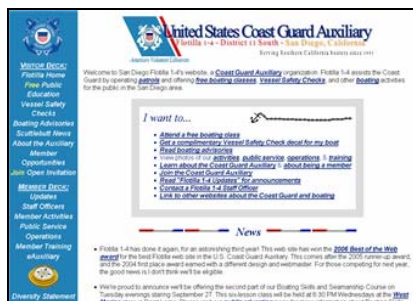 United States Coast Guard Auxiliary
Flotilla 1-4 - District 11 South - San Diego, California
Serving Southern California boaters since 1951
America's Volunteer Lifesavers
VISITOR DECK:
Flotilla Home
Free Public
Education
Vessel Safety
Checks
Boating Advisories
Scuttlebutt News
About the Auxiliary
Member
Opportunities
Join Open Invitation
MEMBER DECK:
Updates
Staff Officers
Member Activities
Public Service
Operations
Member Training
eAuxiliary
Diversity Statement
Welcome to San Diego Flotilla 1-4's website, a Coast Guard Auxiliary organization. Flotilla 1-4 assists the Coast
Guard by operating patrols and offering free boating classes, Vessel Safety Checks, and other boating activities
for the public in the San Diego area.
I want to...
Attend a free boating class
Get a complimentary Vessel Check decal for my boat
Read boating advisories
View photos of our activities, public service, operations, & training
Learn about the Coast Guard Auxiliary & about being a member
Join the Coast Guard Auxiliary
Read "Flotilla 1-4 Updates" for announcements
Contact a Flotilla 1-4 Staff Officer
Link to other websites about the Coast Guard and boating
News
Flotilla 1-4 has done it again, for an astonishing third year! This web site has won the 2006 Best of the Web
award for the best Flotilla web site in the U.S. Coast Guard Auxiliary. This comes after the 2005 runner-up award,
and the 2004 first place award earned with a different design and webmaster. For those competing for next year,
the good news is I don't think we'll be eligible.
We're proud to announce we'll be offering the second part of our Boating Skills and Seamanship Course on
Tuesday evenings starting September 27. This six-lesson class will be held at 6:30 PM Wednesdays at the